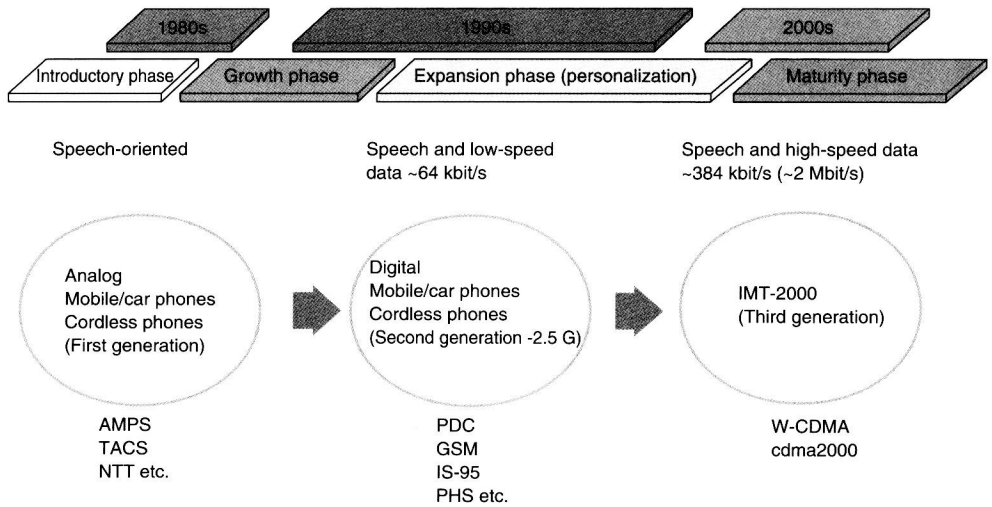 1980s
1990s
2000s
Introductory phase
Growth phase
Expansion phase (personalization)
Maturity phase
Speech-oriented
Speech and low-speed
data ~64 kbit/s
Speech and high-speed data
~384 kbit/s (~2 Mbit/s)
Analog
Mobile/car phones
Cordless phones
(First generation)
Digital
Mobile/car phones
Cordless phones
(Second generation -2.5 G)
IMT-2000
(Third generation)
AMPS
TACS
NTT etc.
PDC
GSM
IS-95
PHS etc.
W-CDMA
cdma2000